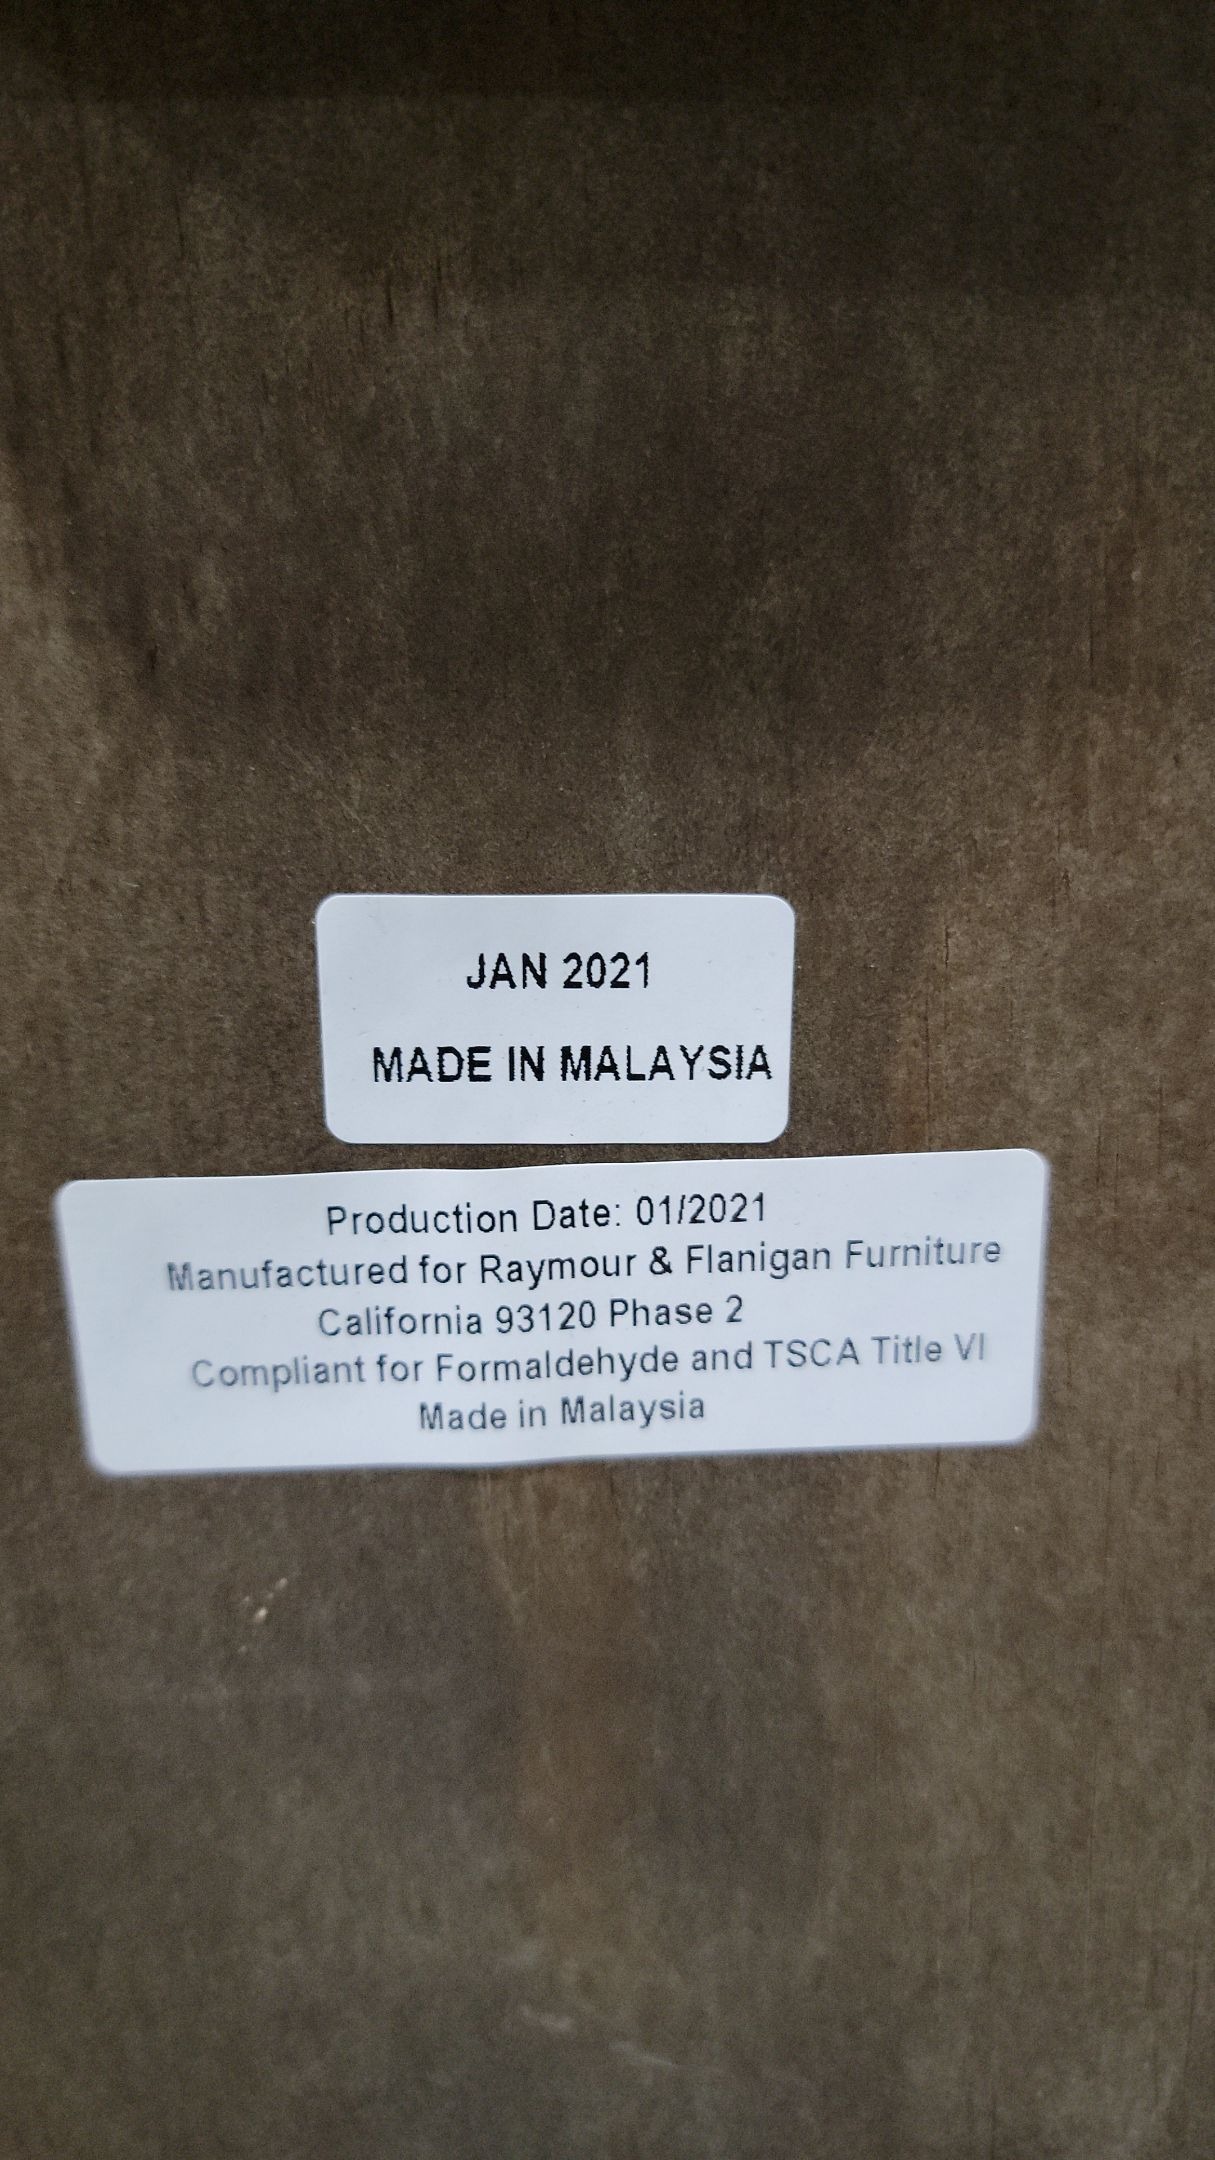 JAN 2021
MADE IN MALAYSIA
Production Date: 01/2021
Manufactured for Raymour & Flanigan Furniture
California 93120 Phase 2
Compliant for Formaldehyde and TSCA Title VI
Made in Malaysia